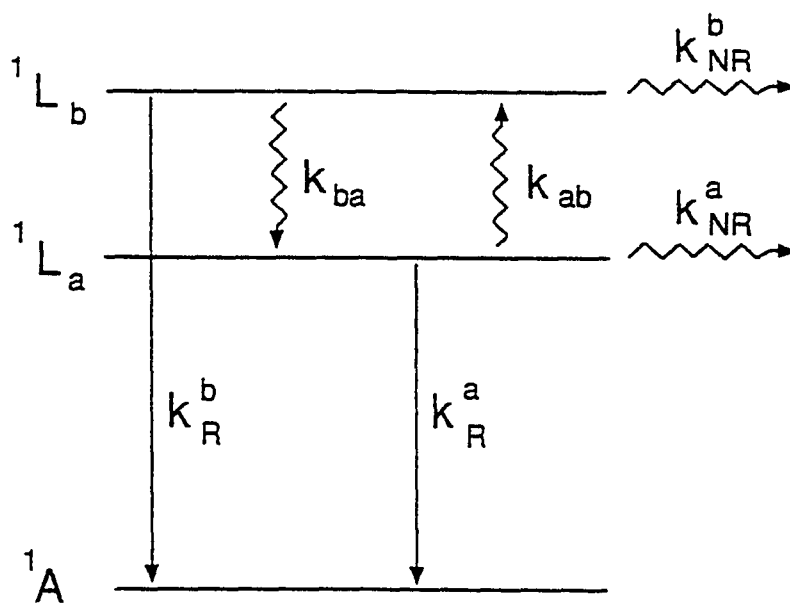 k^b_NR
^1L_b
k_ba
k_ab
k^a_NR
^1L_a
k^b_R
k^a_R
^1A